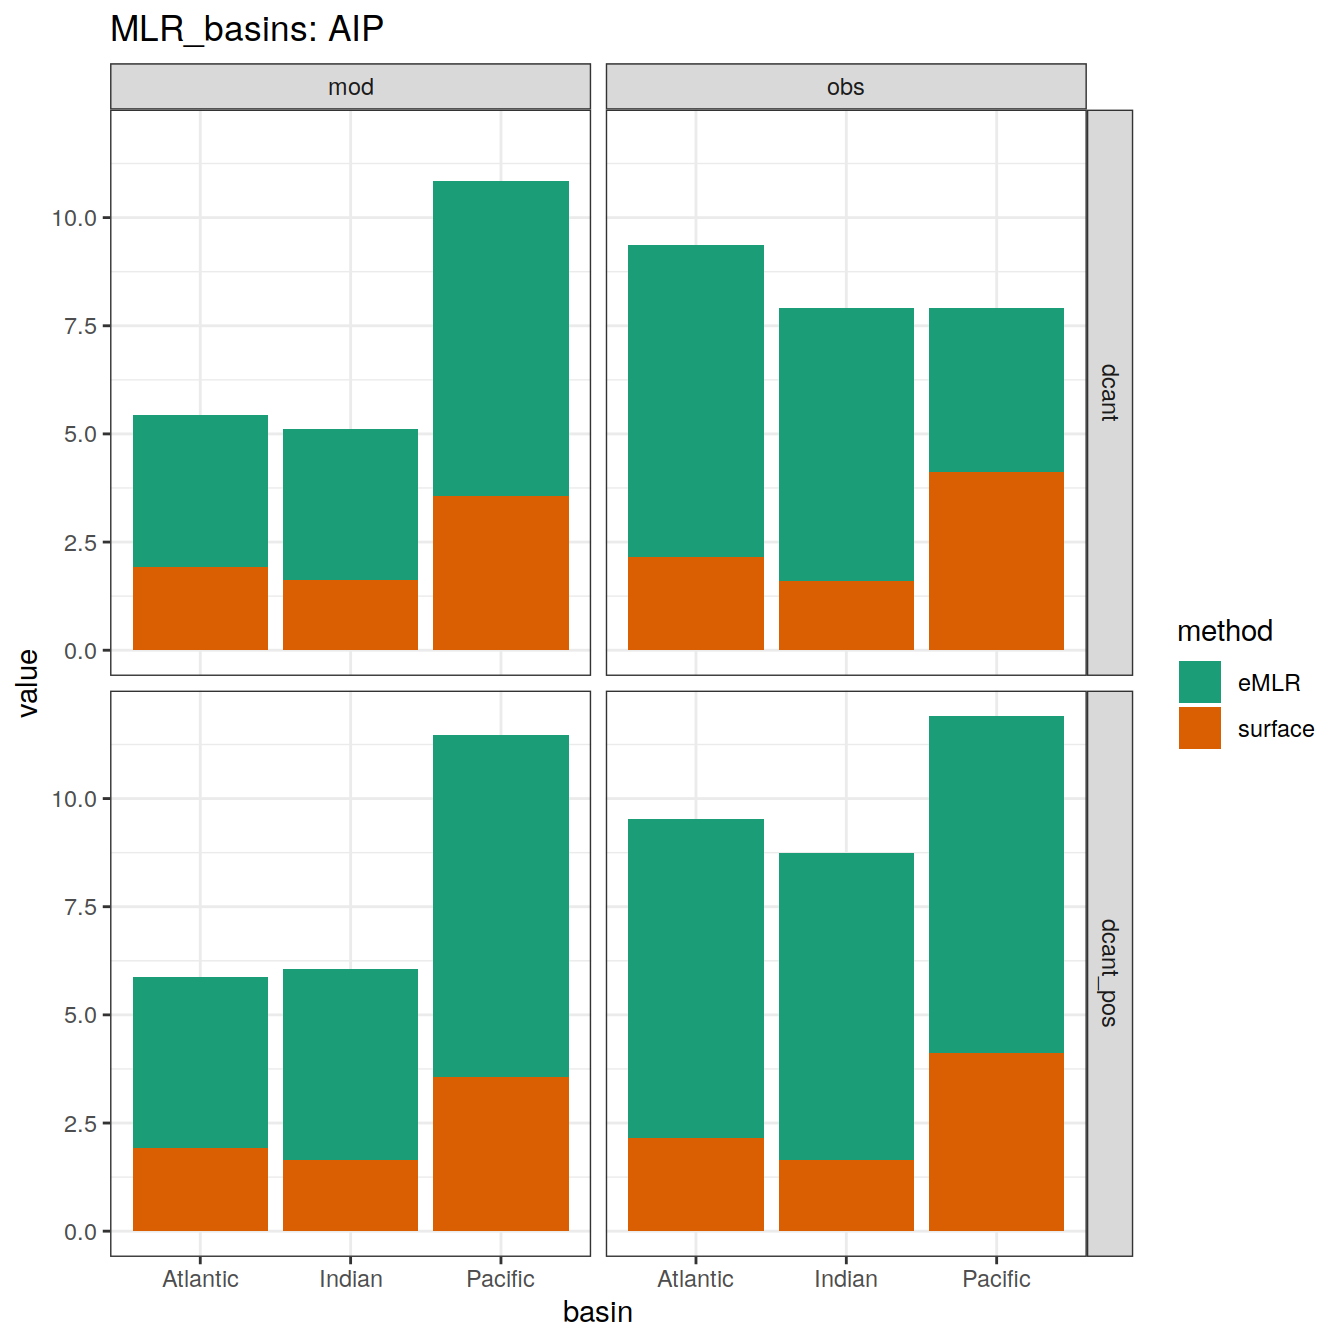 MLR_basins: AIP
mod
obs
10.0
7.5
5.0
2.5
0.0
dcant
value
10.0
7.5
5.0
2.5
0.0
dcant_pos
Atlantic
Indian
Pacific
Atlantic
Indian
Pacific
basin
method
eMLR
surface